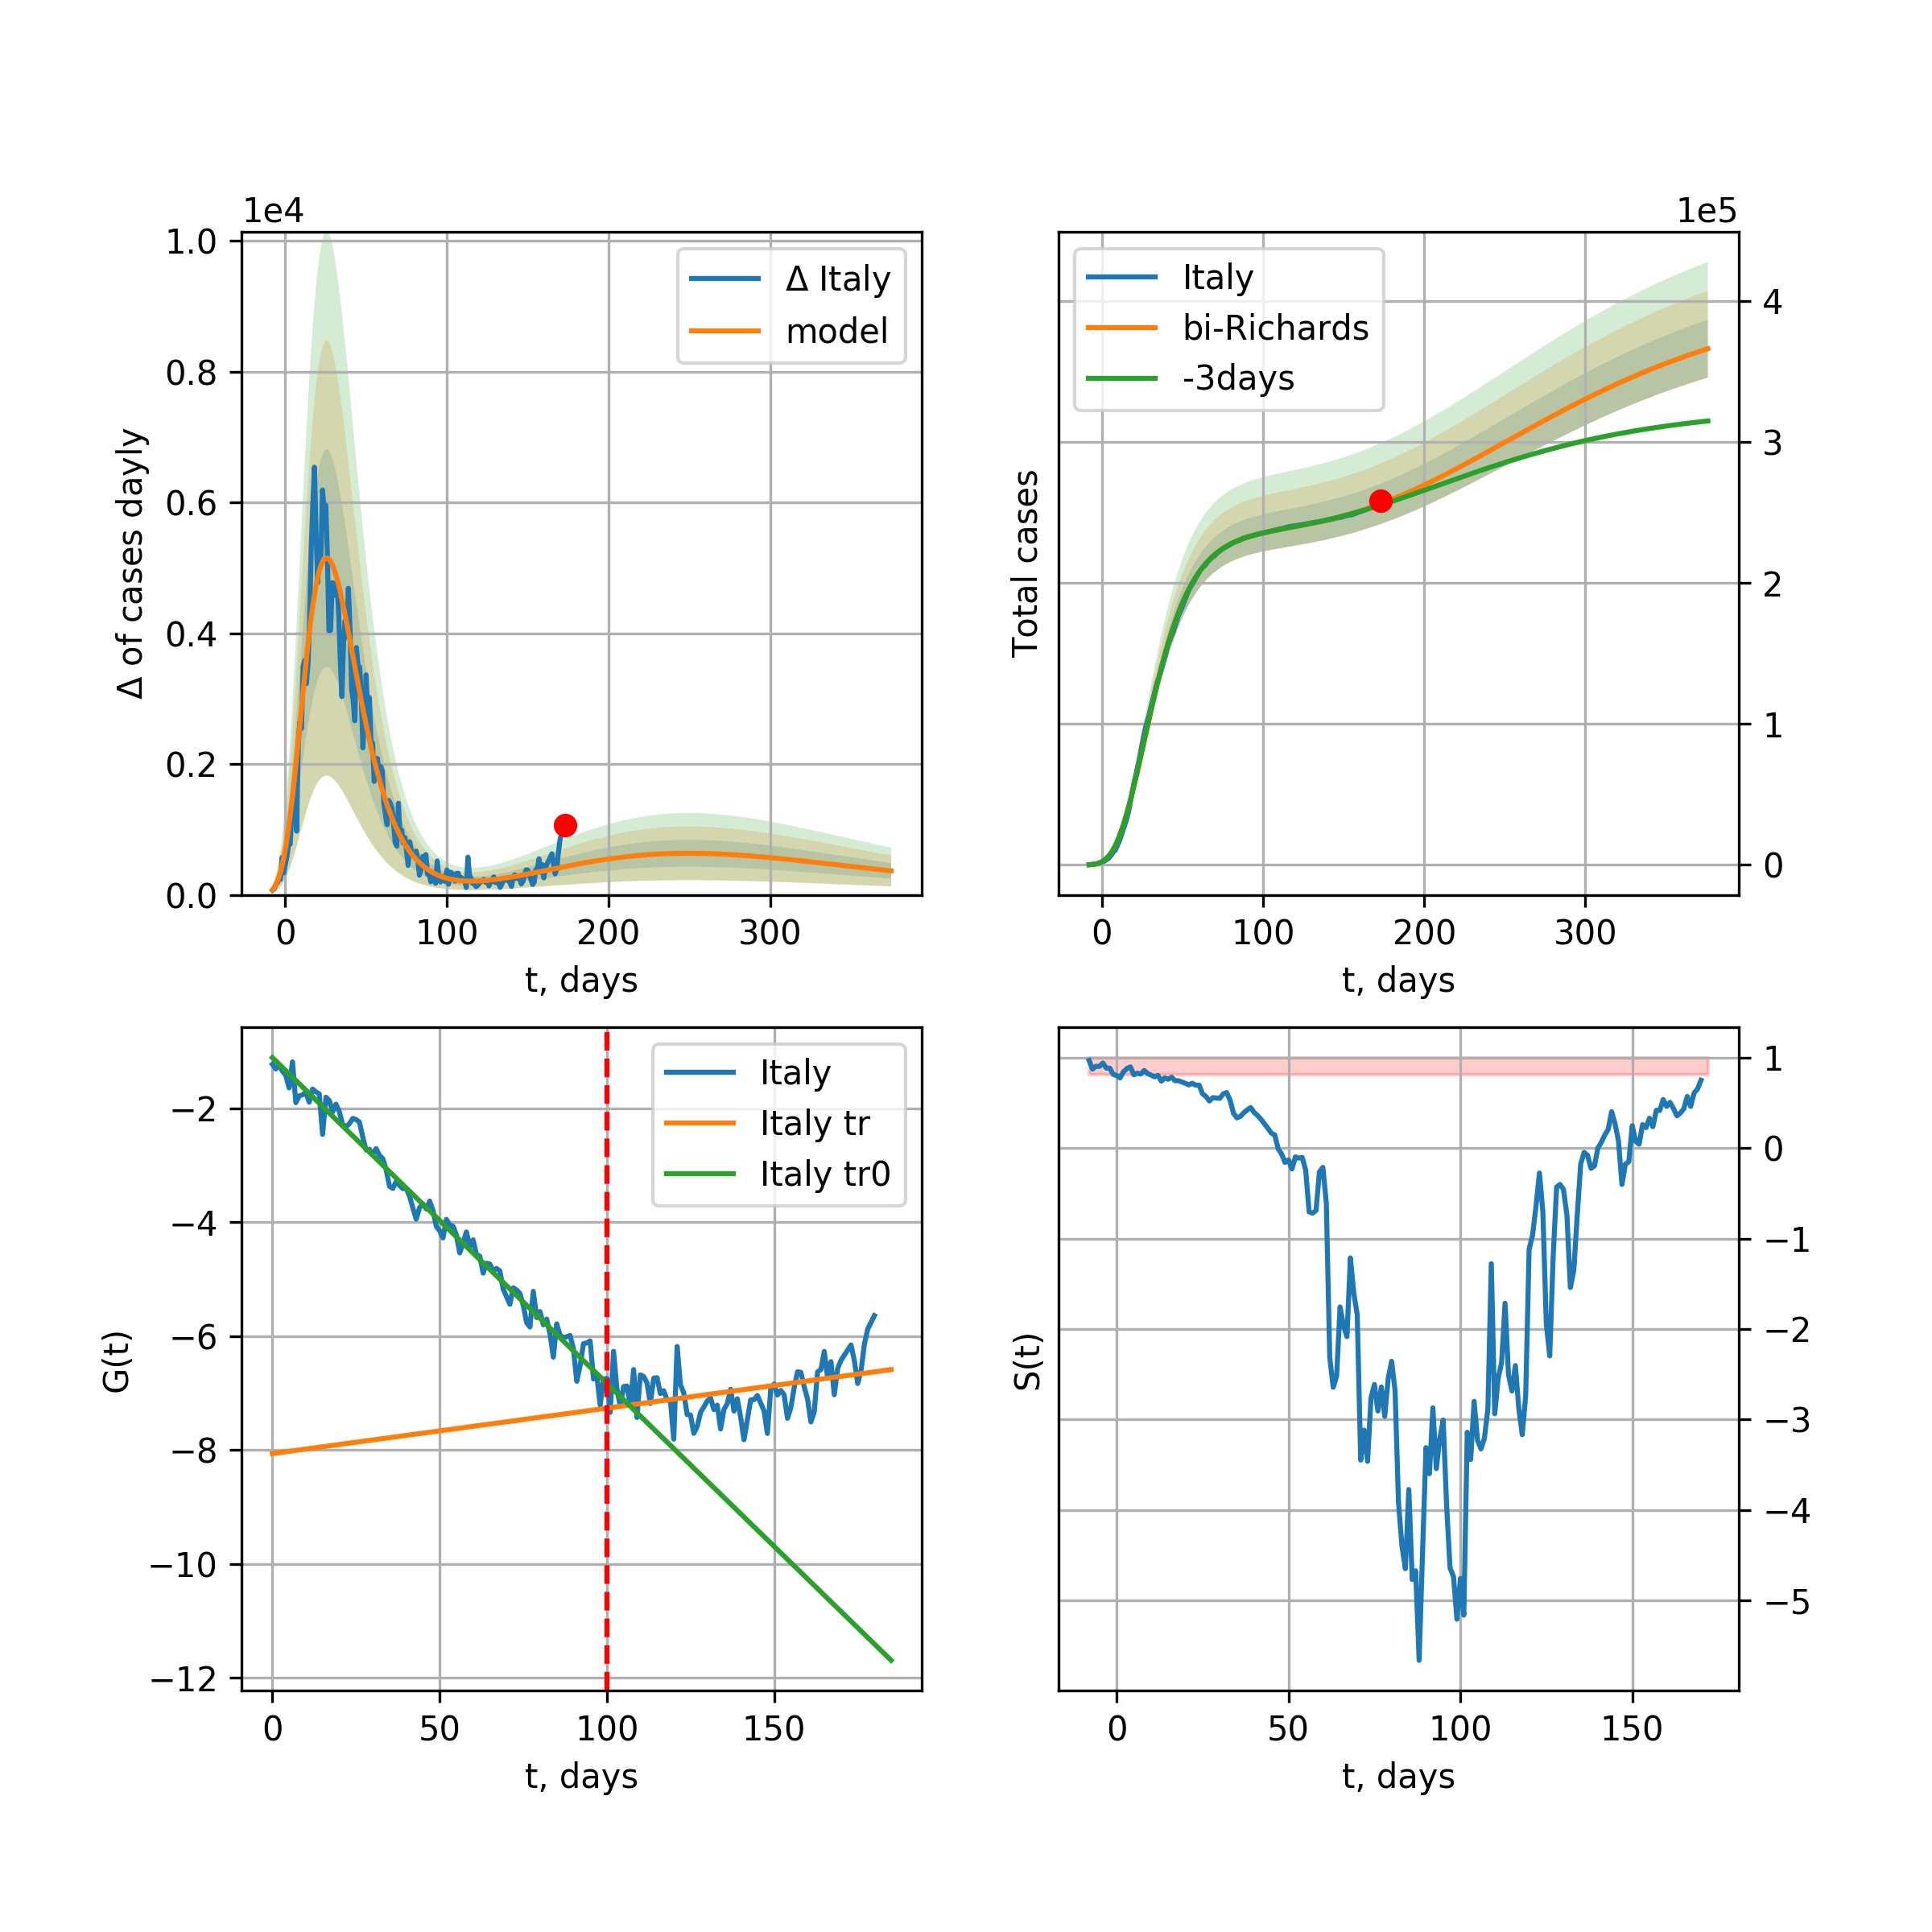 1e4
1.0
0.8
0.6
0.4
0.2
0.0
Δ of cases dayly
Δ Italy
model
0
100
200
300
t, days
1e5
Italy
bi-Richards
-3days
Total cases
4
3
2
1
0
0
100
200
300
t, days
−2
−4
−6
−8
−10
−12
G(t)
Italy
Italy tr
Italy tr0
0
50
100
150
t, days
S(t)
1
0
−1
−2
−3
−4
−5
0
50
100
150
t, days